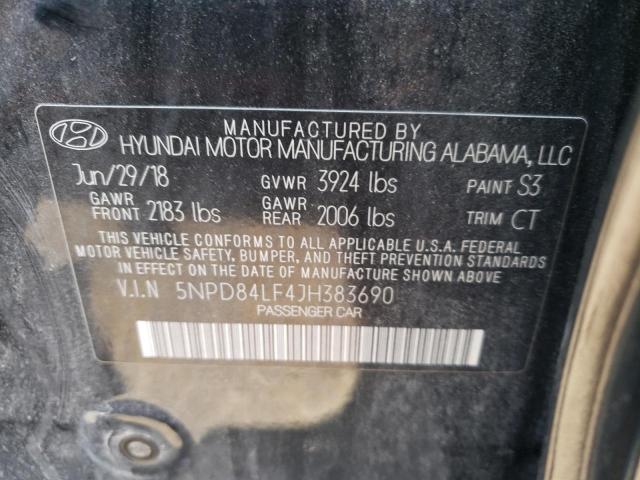 MANUFACTURED BY
HYUNDAI MOTOR MANUFACTURING ALABAMA, LLC
Jun/29/18 GVWR 3924 lbs PAINT S3
GAWR FRONT 2183 lbs GAWR REAR 2006 lbs TRIM CT
THIS VEHICLE CONFORMS TO ALL APPLICABLE U.S.A. FEDERAL
MOTOR VEHICLE SAFETY, BUMPER, AND THEFT PREVENTION STANDARDS
IN EFFECT ON THE DATE OF MANUFACTURE SHOWN ABOVE
V.I.N 5NPD84LF4JH383690
PASSENGER CAR